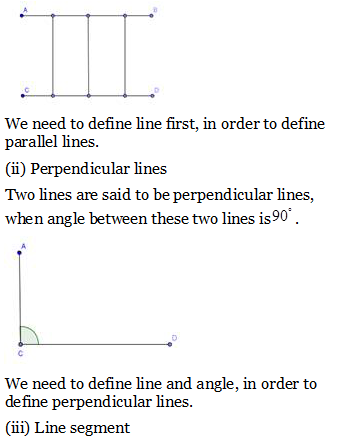 A B
C D
We need to define line first, in order to define
parallel lines.
(ii) Perpendicular lines
Two lines are said to be perpendicular lines,
when angle between these two lines is 90°.
A
D
C
We need to define line and angle, in order to
define perpendicular lines.
(iii) Line segment